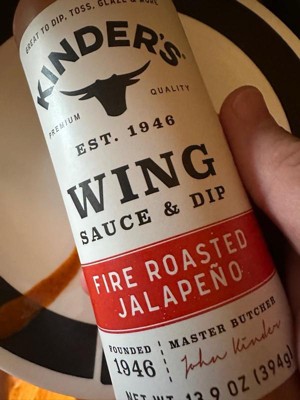 GREAT TO DIP, TOSS, GLAZE & MORE
KINDER'S
PREMIUM QUALITY
EST. 1946
WING
SAUCE & DIP
FIRE ROASTED
JALAPEÑO
FOUNDED
1946
MASTER BUTCHER
John Kinder
NET WT. 13.9 OZ (394g)